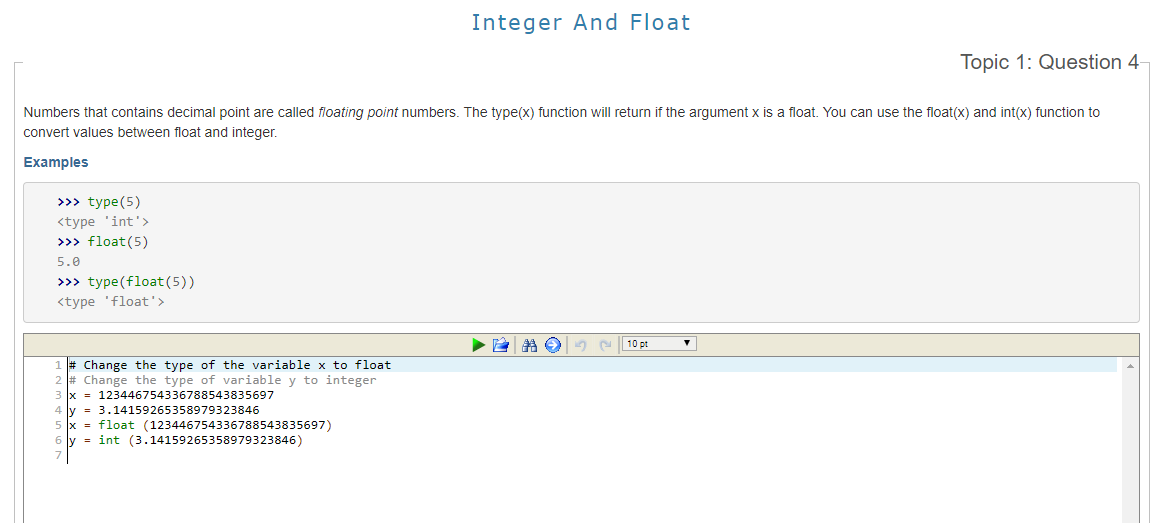 Integer And Float
Topic 1: Question 4
Numbers that contains decimal point are called floating point numbers. The type(x) function will return if the argument x is a float. You can use the float(x) and int(x) function to
convert values between float and integer.
Examples
>>> type(5)
<type 'int'>
>>> float(5)
5.0
>>> type(float(5))
<type 'float'>
10 pt
1 # Change the type of the variable x to float
2 # Change the type of variable y to integer
3 x = 123446754336788543835697
4 y = 3.14159265358979323846
5 x = float (123446754336788543835697)
6 y = int (3.14159265358979323846)
7